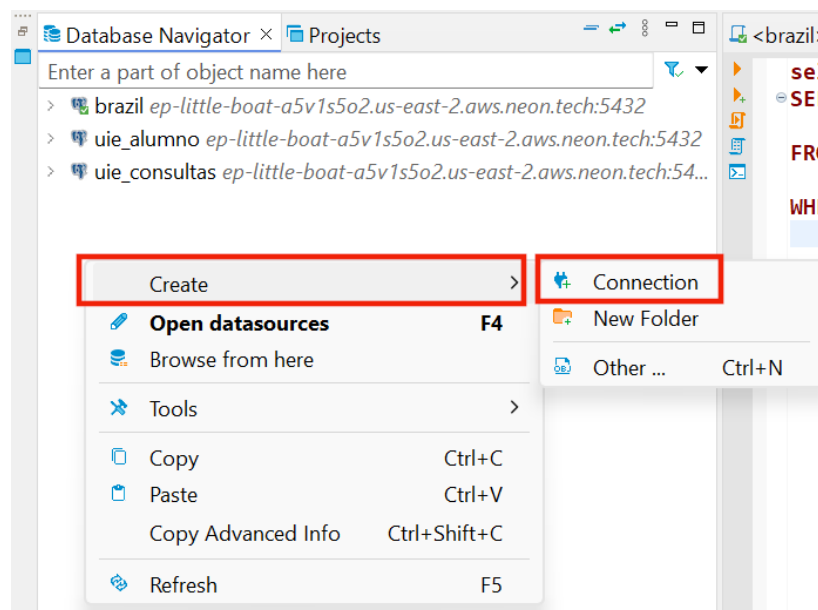 Database Navigator × Projects
<brazil>
Enter a part of object name here
brazil ep-little-boat-a5v1s5o2.us-east-2.aws.neon.tech:5432
uie_alumno ep-little-boat-a5v1s5o2.us-east-2.aws.neon.tech:5432
uie_consultas ep-little-boat-a5v1s5o2.us-east-2.aws.neon.tech:54...
se
SE
FRO
WH
Create
Open datasources F4
Browse from here
Tools
Copy Ctrl+C
Paste Ctrl+V
Copy Advanced Info Ctrl+Shift+C
Refresh F5
Connection
New Folder
Other ... Ctrl+N